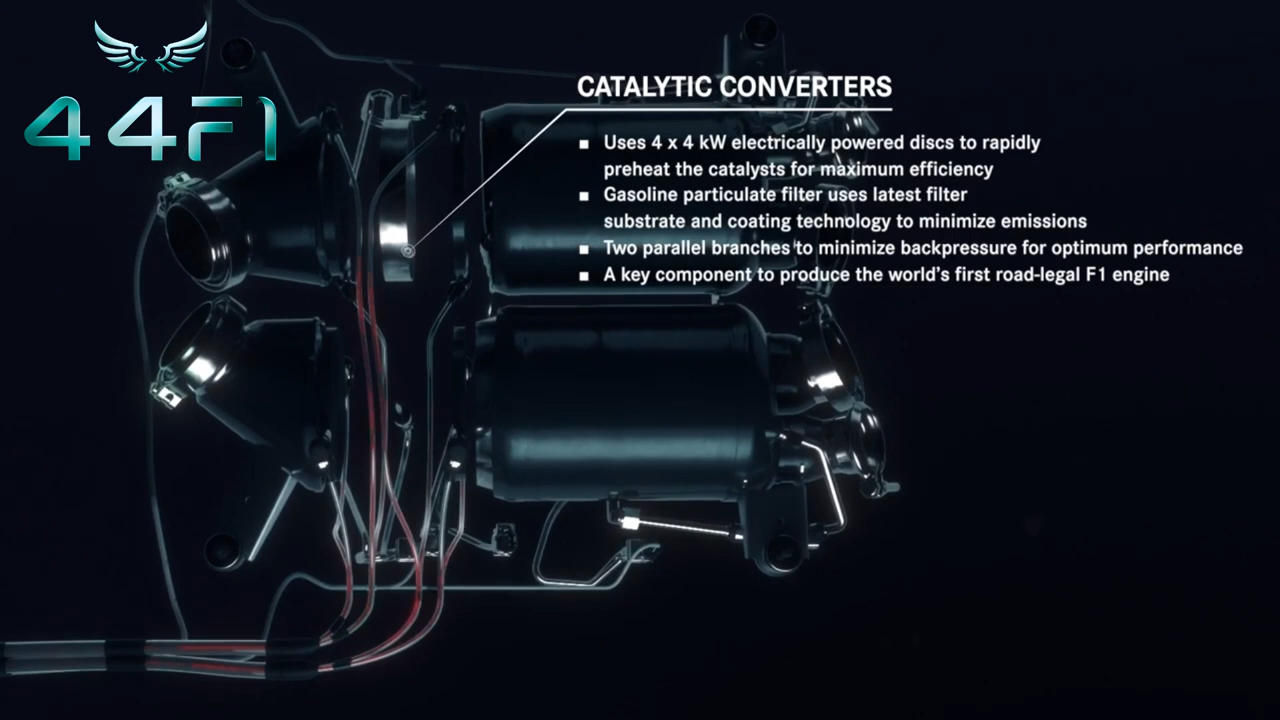 44F1
CATALYTIC CONVERTERS
▪ Uses 4 x 4 kW electrically powered discs to rapidly
preheat the catalysts for maximum efficiency
▪ Gasoline particulate filter uses latest filter
substrate and coating technology to minimize emissions
▪ Two parallel branches to minimize backpressure for optimum performance
▪ A key component to produce the world's first road-legal F1 engine